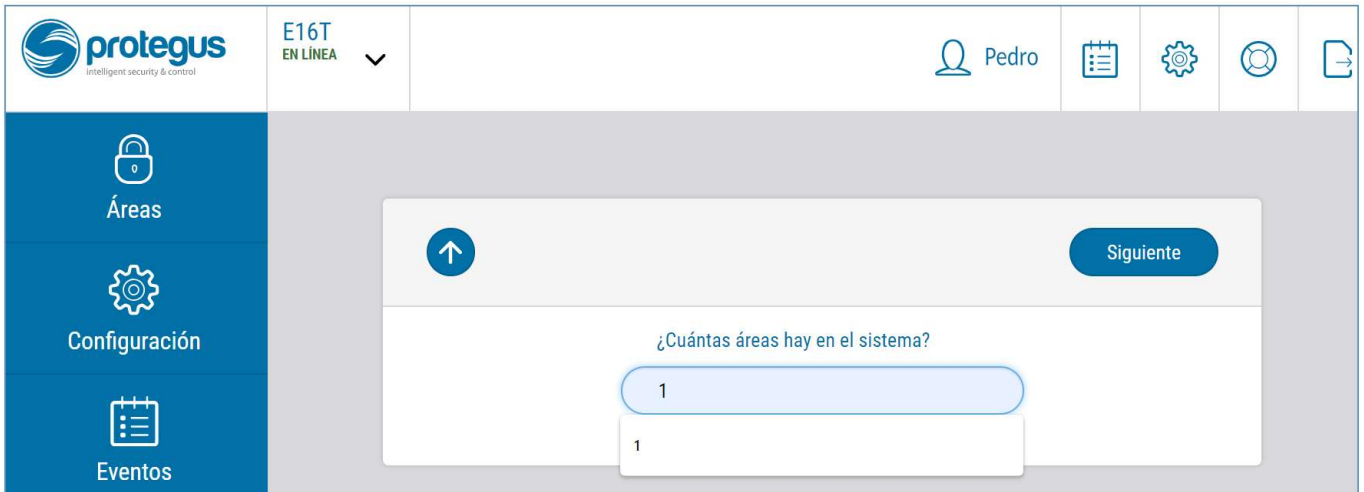 protegus
intelligent security & control
E16T
EN LÍNEA
Pedro
Áreas
Configuración
Eventos
Siguiente
¿Cuántas áreas hay en el sistema?
1
1